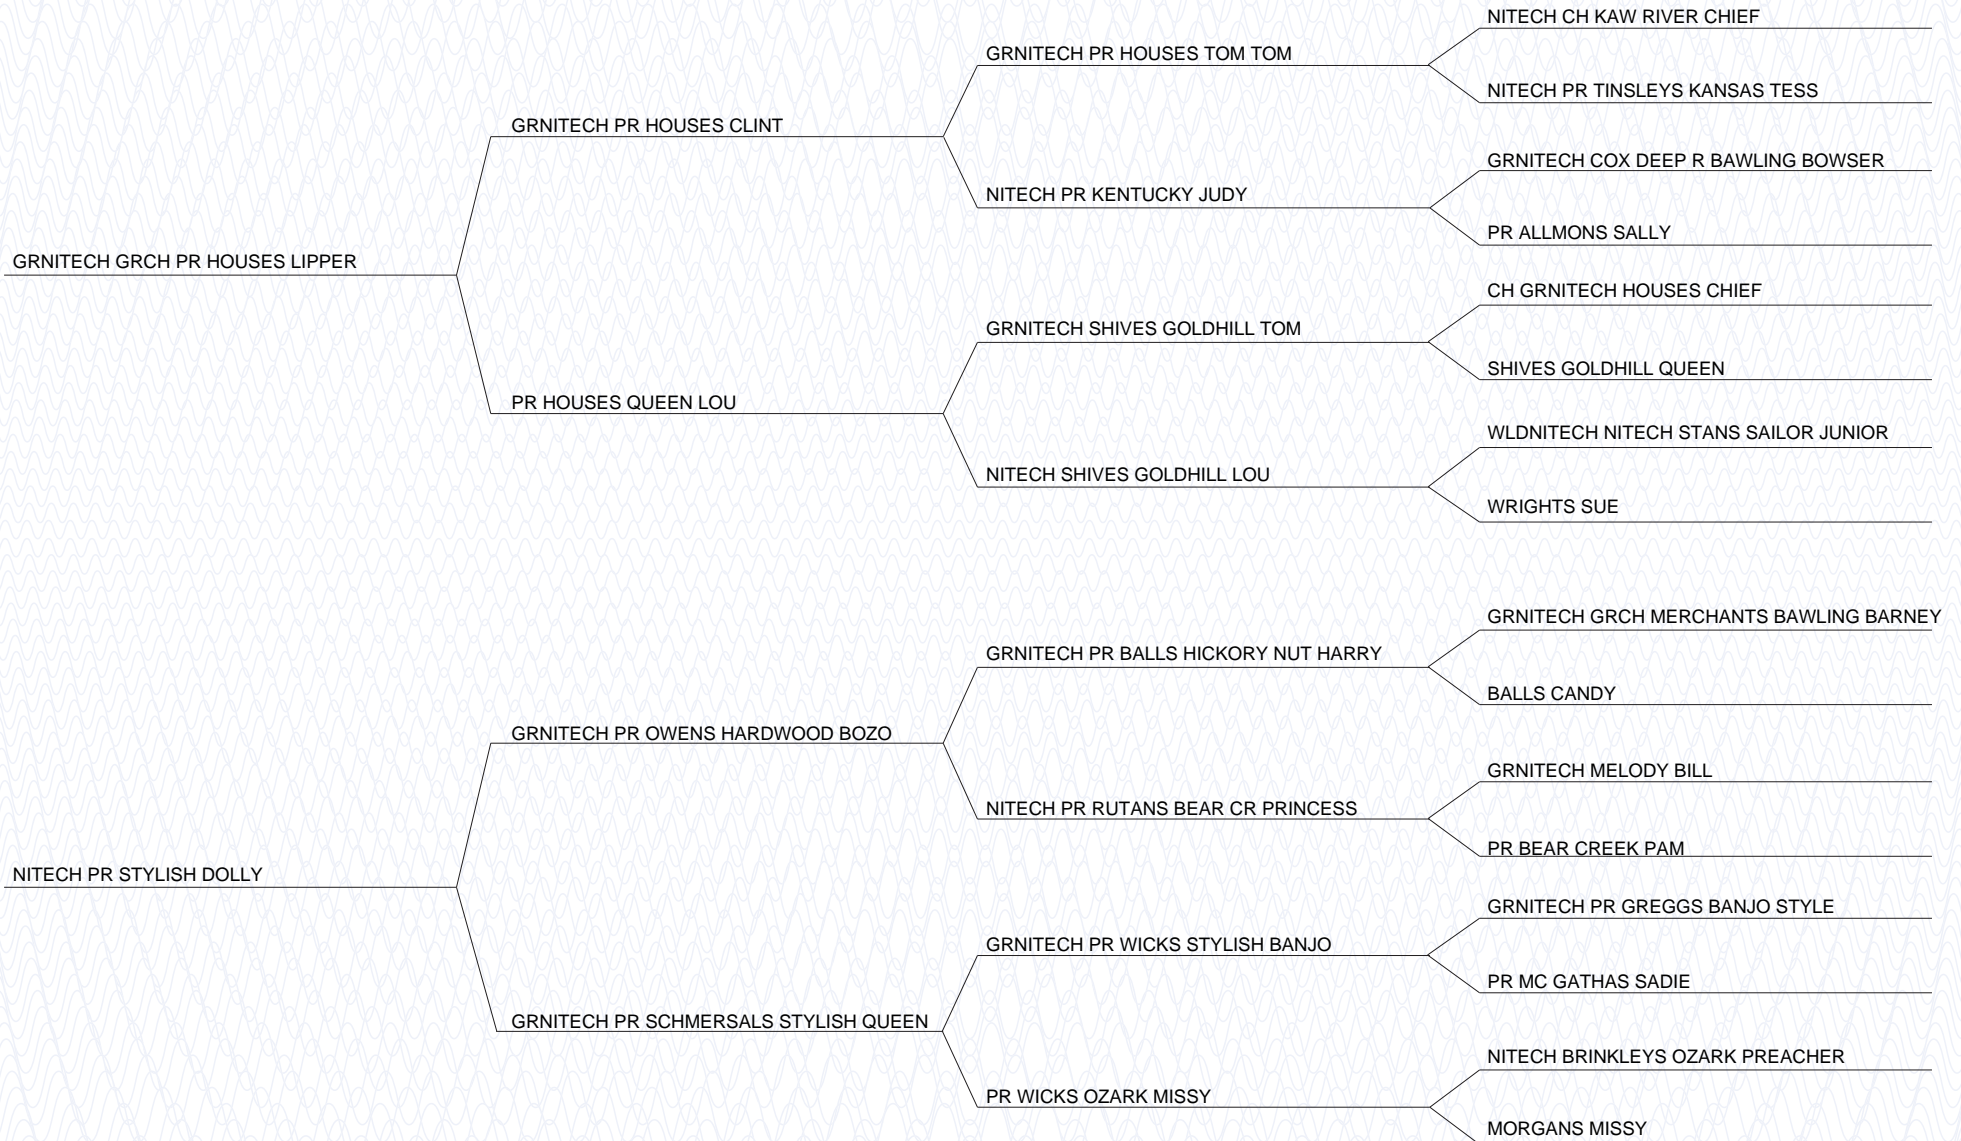 NITECH CH KAW RIVER CHIEF
GRNITECH PR HOUSES TOM TOM
NITECH PR TINSLEYS KANSAS TESS
GRNITECH PR HOUSES CLINT
GRNITECH COX DEEP R BAWLING BOWSER
NITECH PR KENTUCKY JUDY
PR ALLMONS SALLY
GRNITECH GRCH PR HOUSES LIPPER
CH GRNITECH HOUSES CHIEF
GRNITECH SHIVES GOLDHILL TOM
SHIVES GOLDHILL QUEEN
PR HOUSES QUEEN LOU
WLDNITECH NITECH STANS SAILOR JUNIOR
NITECH SHIVES GOLDHILL LOU
WRIGHTS SUE
GRNITECH GRCH MERCHANTS BAWLING BARNEY
GRNITECH PR BALLS HICKORY NUT HARRY
BALLS CANDY
GRNITECH PR OWENS HARDWOOD BOZO
GRNITECH MELODY BILL
NITECH PR RUTANS BEAR CR PRINCESS
PR BEAR CREEK PAM
NITECH PR STYLISH DOLLY
GRNITECH PR GREGGS BANJO STYLE
GRNITECH PR WICKS STYLISH BANJO
PR MC GATHAS SADIE
GRNITECH PR SCHMERSALS STYLISH QUEEN
NITECH BRINKLEYS OZARK PREACHER
PR WICKS OZARK MISSY
MORGANS MISSY